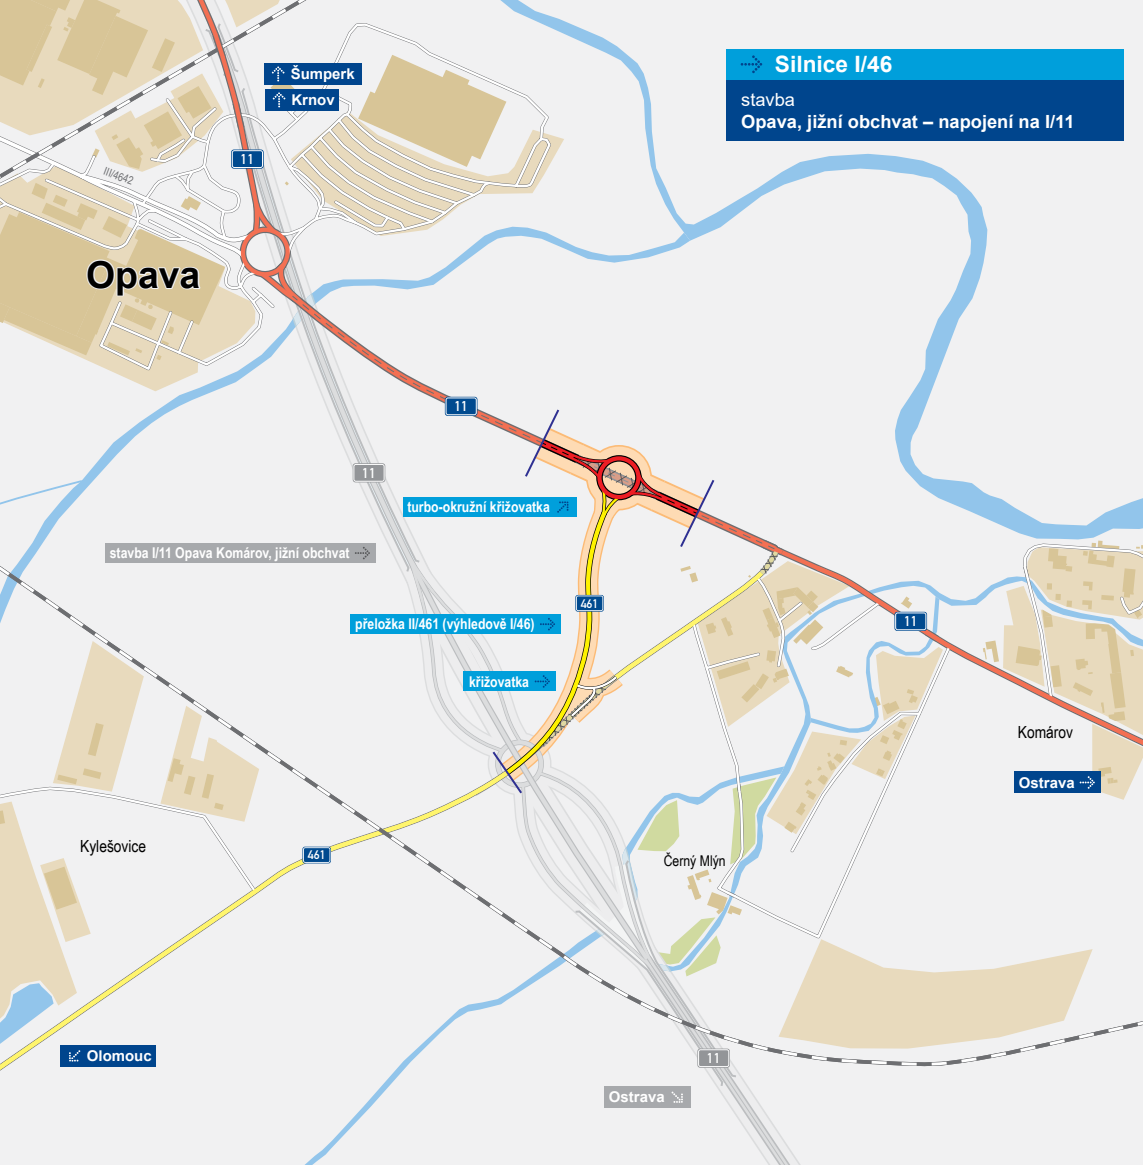 Silnice I/46
stavba
Opava, jižní obchvat – napojení na I/11
Šumperk
Krnov
11
III/4642
Opava
11
11
turbo-okružní křižovatka
stavba I/11 Opava Komárov, jižní obchvat
461
přeložka II/461 (výhledově I/46)
11
křižovatka
Komárov
Ostrava
Kylešovice
461
Černý Mlýn
Olomouc
11
Ostrava